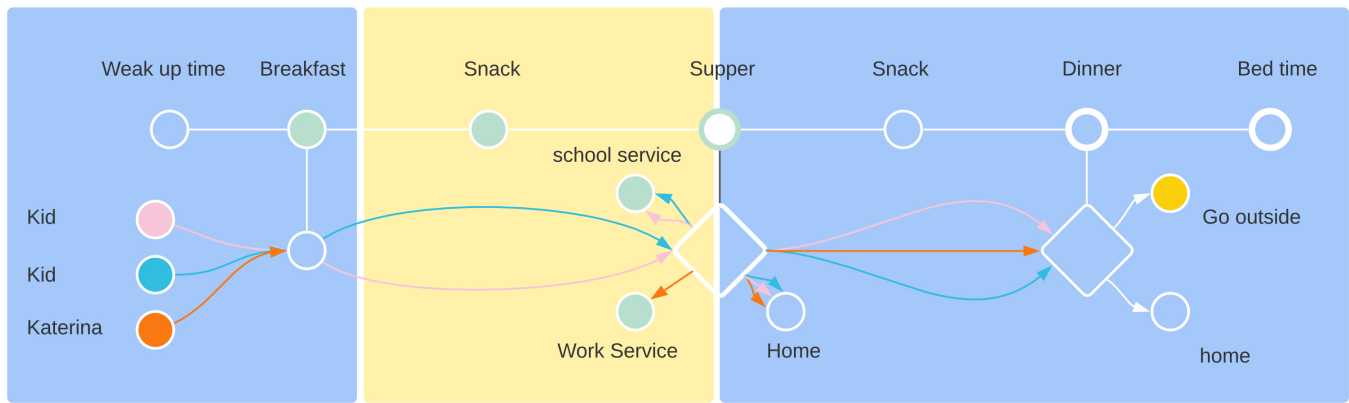 Weak up time
Breakfast
Snack
Supper
Snack
Dinner
Bed time
school service
Kid
Go outside
Kid
Katerina
Work Service
Home
home